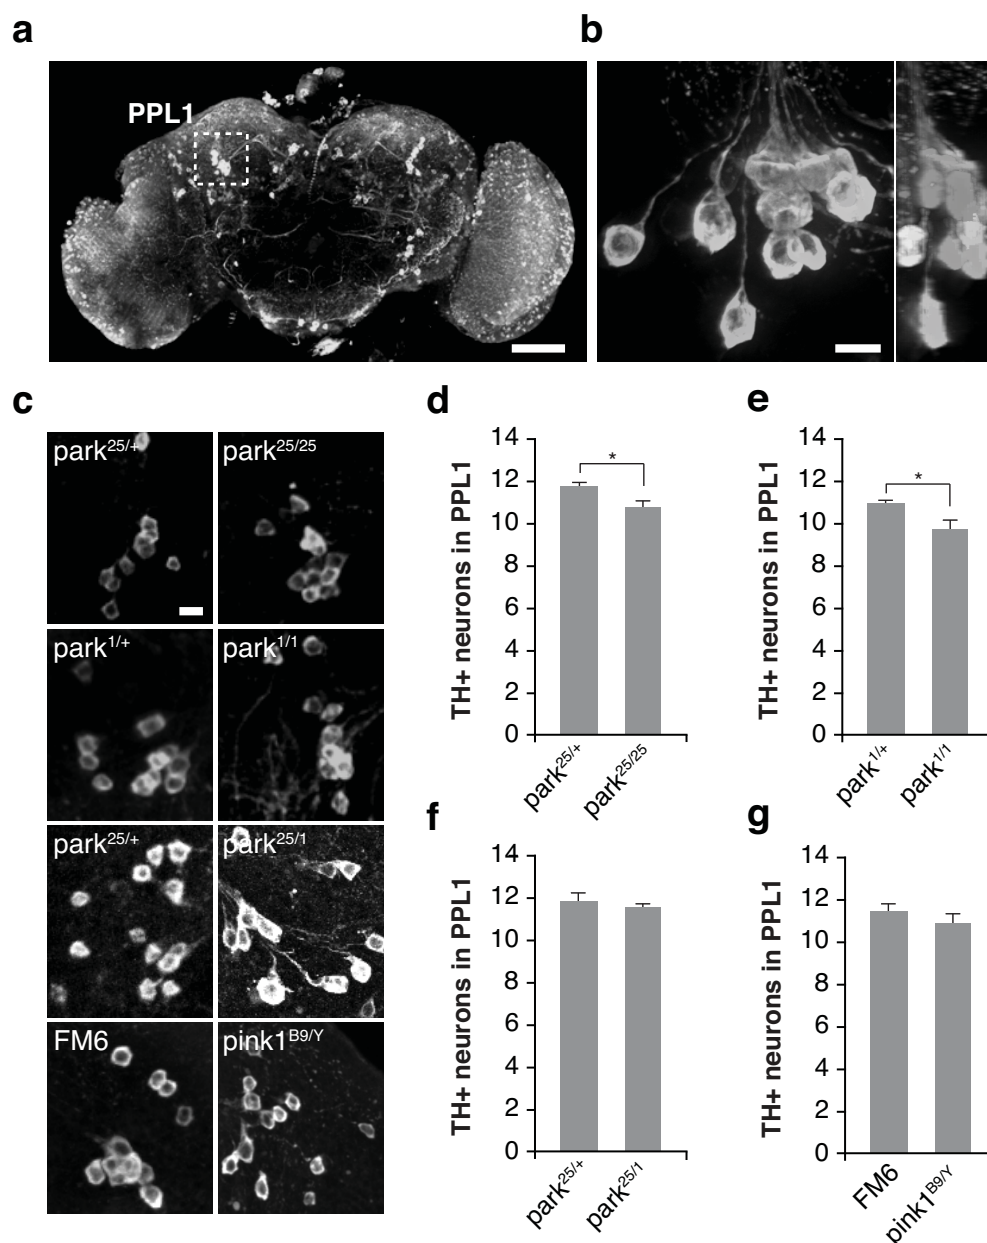 a
b
PPL1
c
park25/+
park25/25
park1/+
park1/1
park25/+
park25/1
FM6
pink1B9/Y
d
TH+ neurons in PPL1
14
12
10
8
6
4
2
0
*
park25/+
park25/25
e
TH+ neurons in PPL1
14
12
10
8
6
4
2
0
*
park1/+
park1/1
f
TH+ neurons in PPL1
14
12
10
8
6
4
2
0
park25/+
park25/1
g
TH+ neurons in PPL1
14
12
10
8
6
4
2
0
FM6
pink1B9/Y